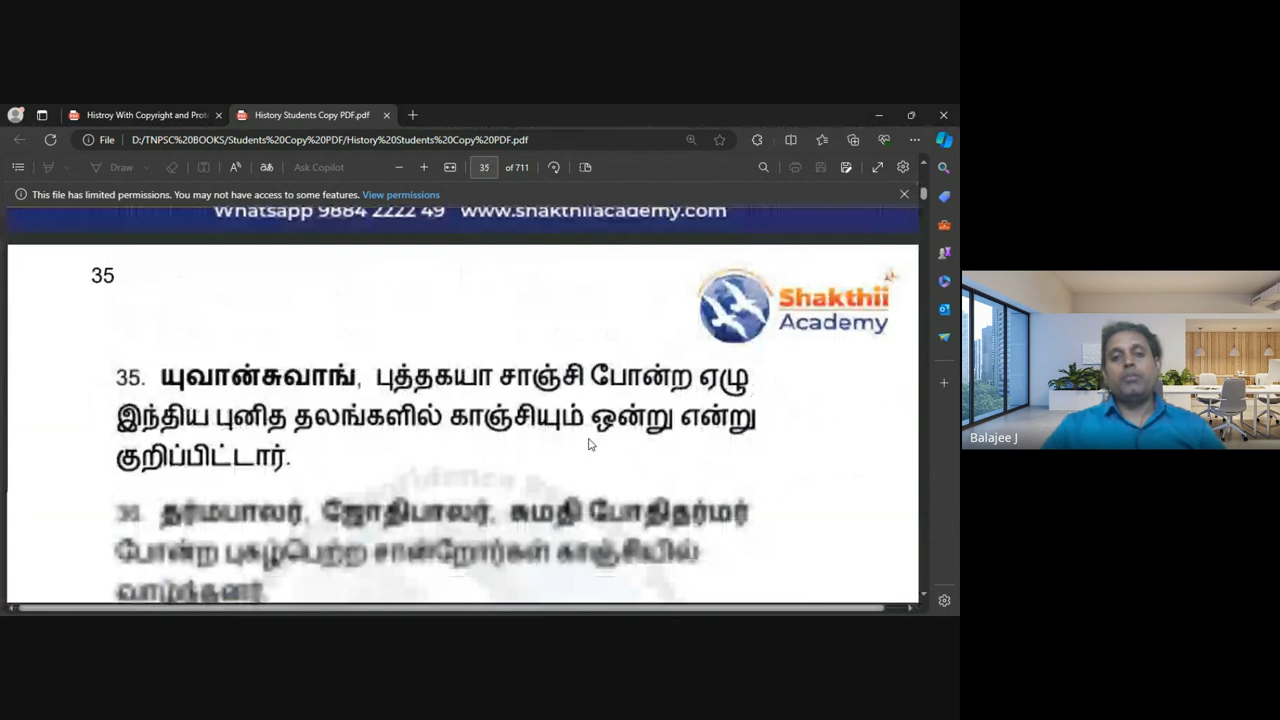 Histroy With Copyright and Prot
History Students Copy PDF.pdf
File D:/TNPSC%20BOOKS/Students%20Copy%20PDF/History%20Students%20Copy%20PDF.pdf
Draw Ask Copilot 35 of 711
This file has limited permissions. You may not have access to some features. View permissions
Whatsapp 9884 2222 49 www.shakthiiacademy.com
35
Shakthii
Academy
35. யுவான்சுவாங், புத்தகயா சாஞ்சி போன்ற ஏழு
இந்திய புனித தலங்களில் காஞ்சியும் ஒன்று என்று
குறிப்பிட்டார்.
36. தர்மபாலர், ஜோதிபாலர், சுமதி போதிதர்மர்
போன்ற புகழ்பெற்ற சான்றோர்கள் காஞ்சியில்
வாழ்ந்தனர்.
Balajee J